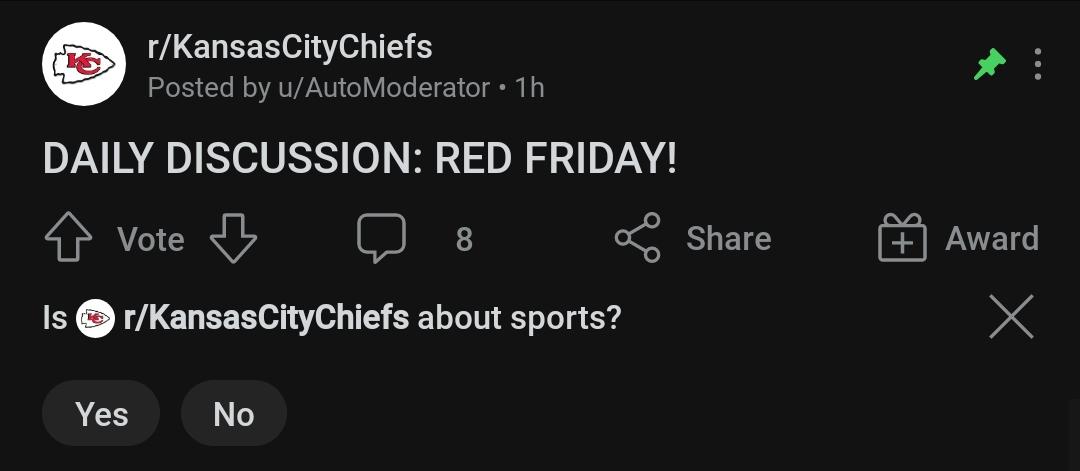 r/KansasCityChiefs
Posted by u/AutoModerator • 1h
DAILY DISCUSSION: RED FRIDAY!
Vote 8 Share Award
Is KC r/KansasCityChiefs about sports?
Yes No